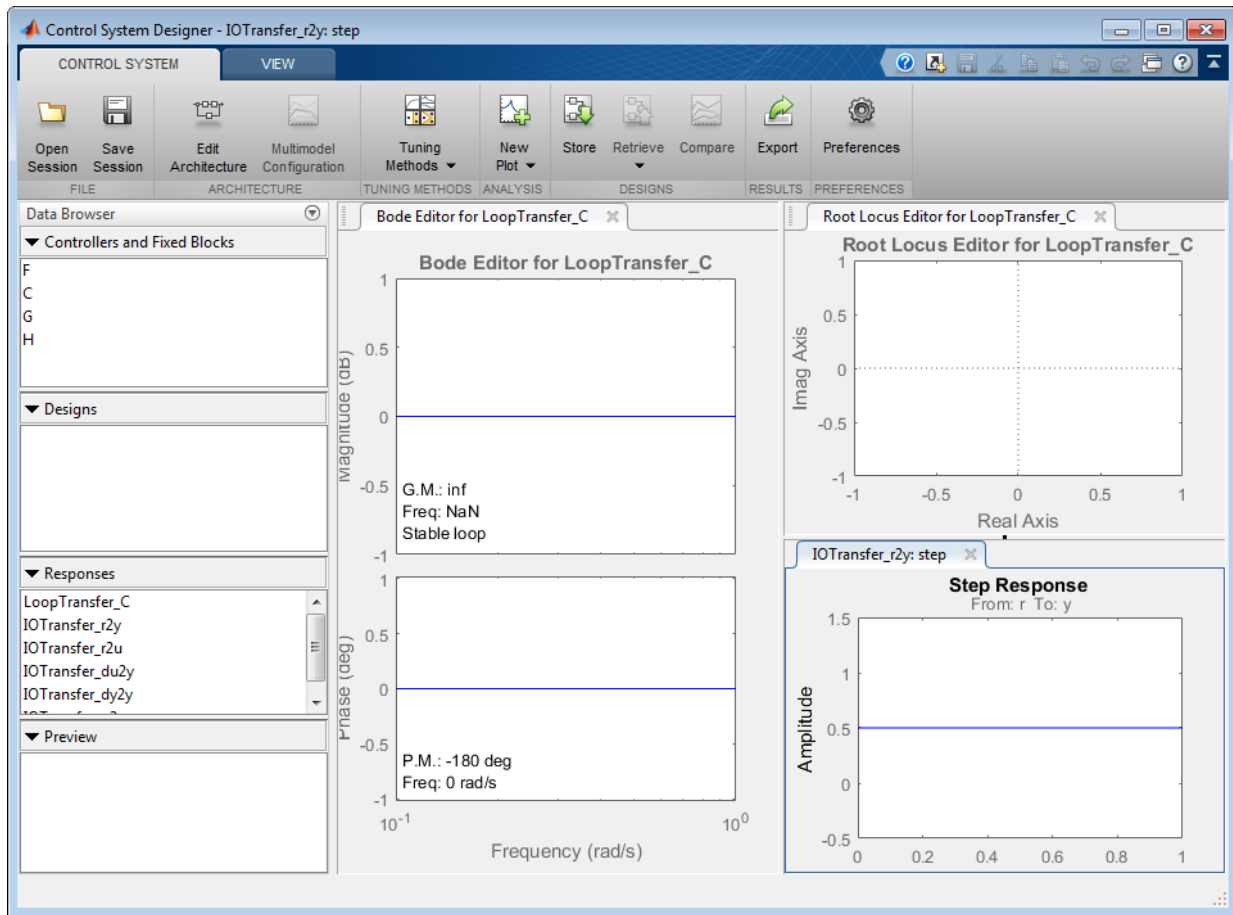 Control System Designer - IOTransfer_r2y: step
CONTROL SYSTEM
VIEW
Open Session
Save Session
Edit Architecture
Multimodel Configuration
Tuning Methods
New Plot
Store
Retrieve
Compare
Export
Preferences
FILE
ARCHITECTURE
TUNING METHODS
ANALYSIS
DESIGNS
RESULTS
PREFERENCES
Data Browser
Controllers and Fixed Blocks
F
C
G
H
Designs
Responses
LoopTransfer_C
IOTransfer_r2y
IOTransfer_r2u
IOTransfer_du2y
IOTransfer_dy2y
Preview
Bode Editor for LoopTransfer_C
Bode Editor for LoopTransfer_C
Magnitude (dB)
1
0.5
0
-0.5
-1
G.M.: inf
Freq: NaN
Stable loop
Phase (deg)
1
0.5
0
-0.5
-1
P.M.: -180 deg
Freq: 0 rad/s
10^-1
10^0
Frequency (rad/s)
Root Locus Editor for LoopTransfer_C
Root Locus Editor for LoopTransfer_C
Imag Axis
1
0.5
0
-0.5
-1
-1
-0.5
0
0.5
1
Real Axis
IOTransfer_r2y: step
Step Response
From: r To: y
Amplitude
1.5
1
0.5
0
-0.5
0
0.2
0.4
0.6
0.8
1